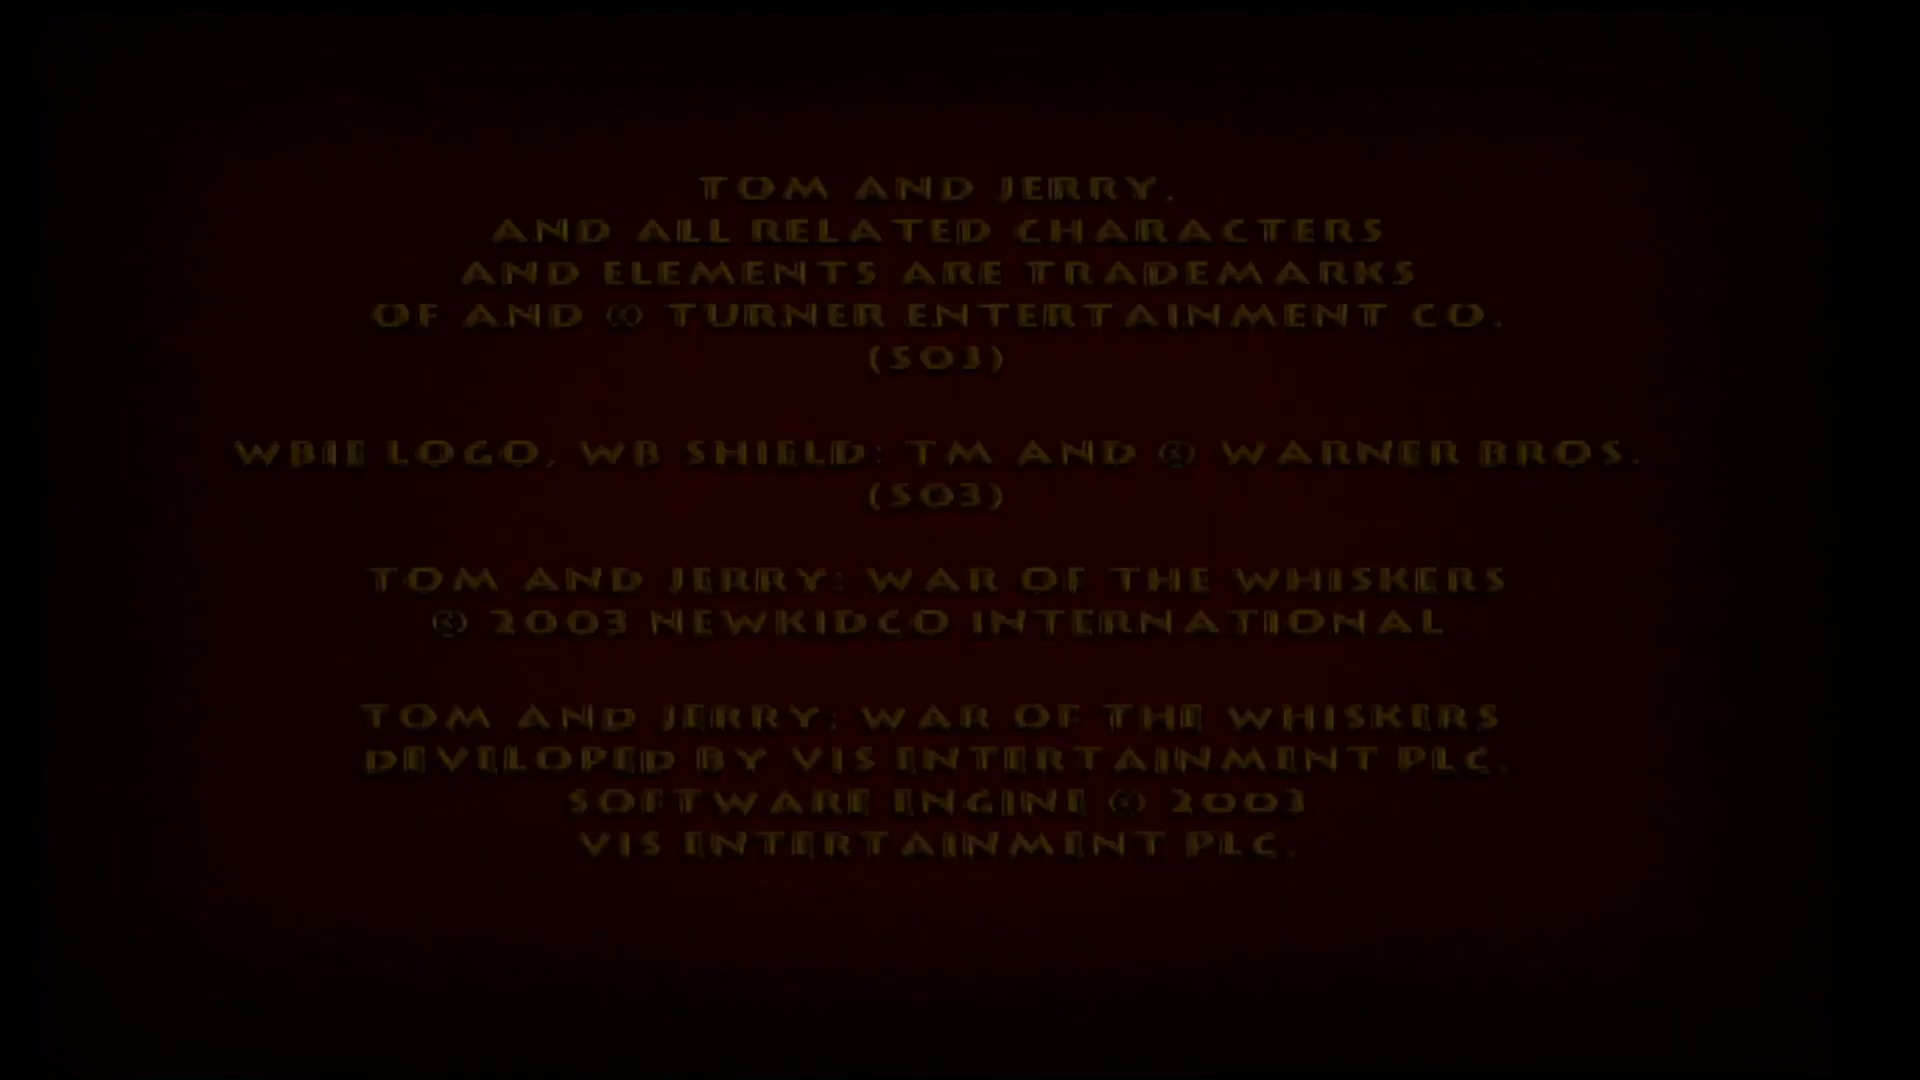 TOM AND JERRY.
AND ALL RELATED CHARACTERS
AND ELEMENTS ARE TRADEMARKS
OF AND © TURNER ENTERTAINMENT CO.
(S03)
WBIE LOGO, WB SHIELD: TM AND © WARNER BROS.
(S03)
TOM AND JERRY: WAR OF THE WHISKERS
© 2003 NEWKIDCO INTERNATIONAL
TOM AND JERRY: WAR OF THE WHISKERS
DEVELOPED BY VIS ENTERTAINMENT PLC.
SOFTWARE ENGINE © 2003
VIS ENTERTAINMENT PLC.